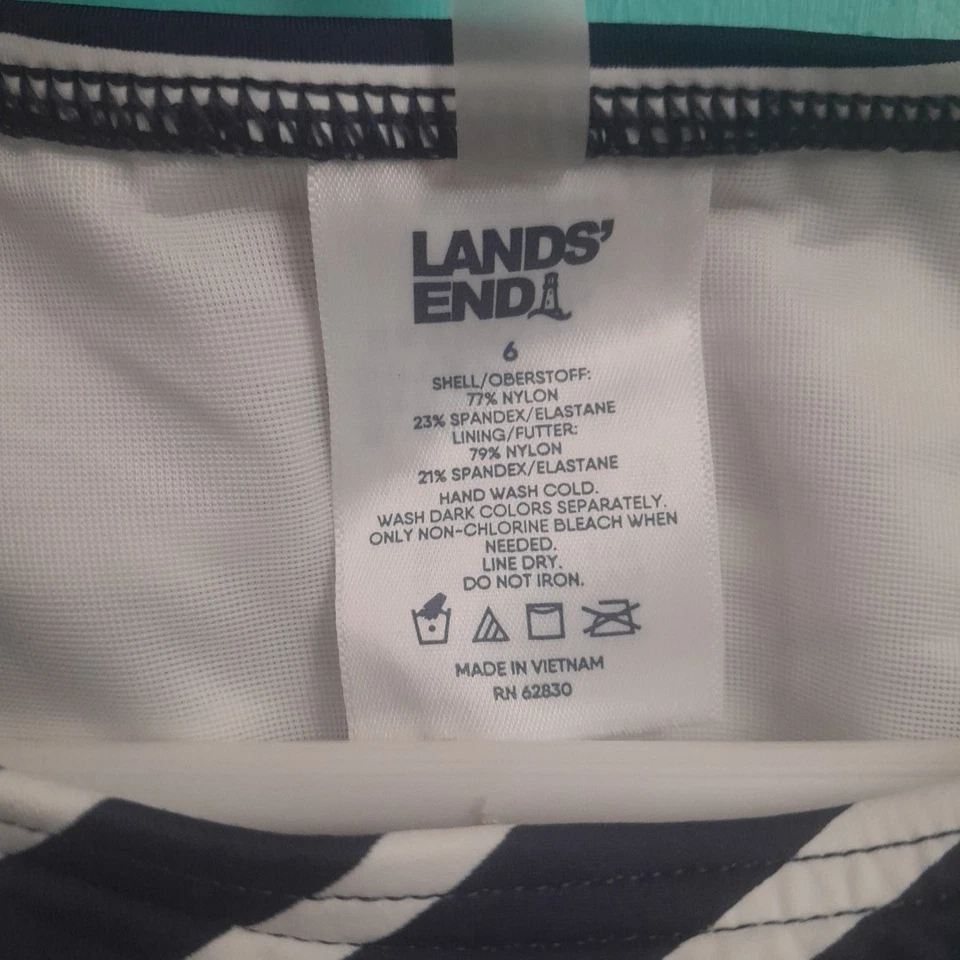 LANDS'
END
6
SHELL/OBERSTOFF:
77% NYLON
23% SPANDEX/ELASTANE
LINING/FUTTER:
79% NYLON
21% SPANDEX/ELASTANE
HAND WASH COLD.
WASH DARK COLORS SEPARATELY.
ONLY NON-CHLORINE BLEACH WHEN
NEEDED.
LINE DRY.
DO NOT IRON.
MADE IN VIETNAM
RN 62830